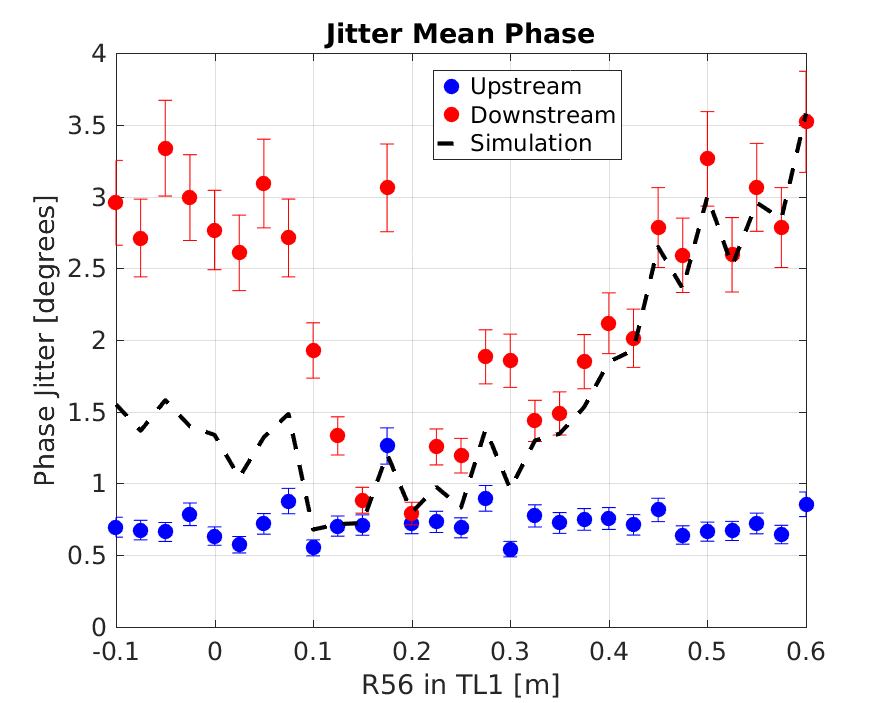 Jitter Mean Phase
Upstream
Downstream
Simulation
Phase Jitter [degrees]
4
3.5
3
2.5
2
1.5
1
0.5
0
-0.1
0
0.1
0.2
0.3
0.4
0.5
0.6
R56 in TL1 [m]